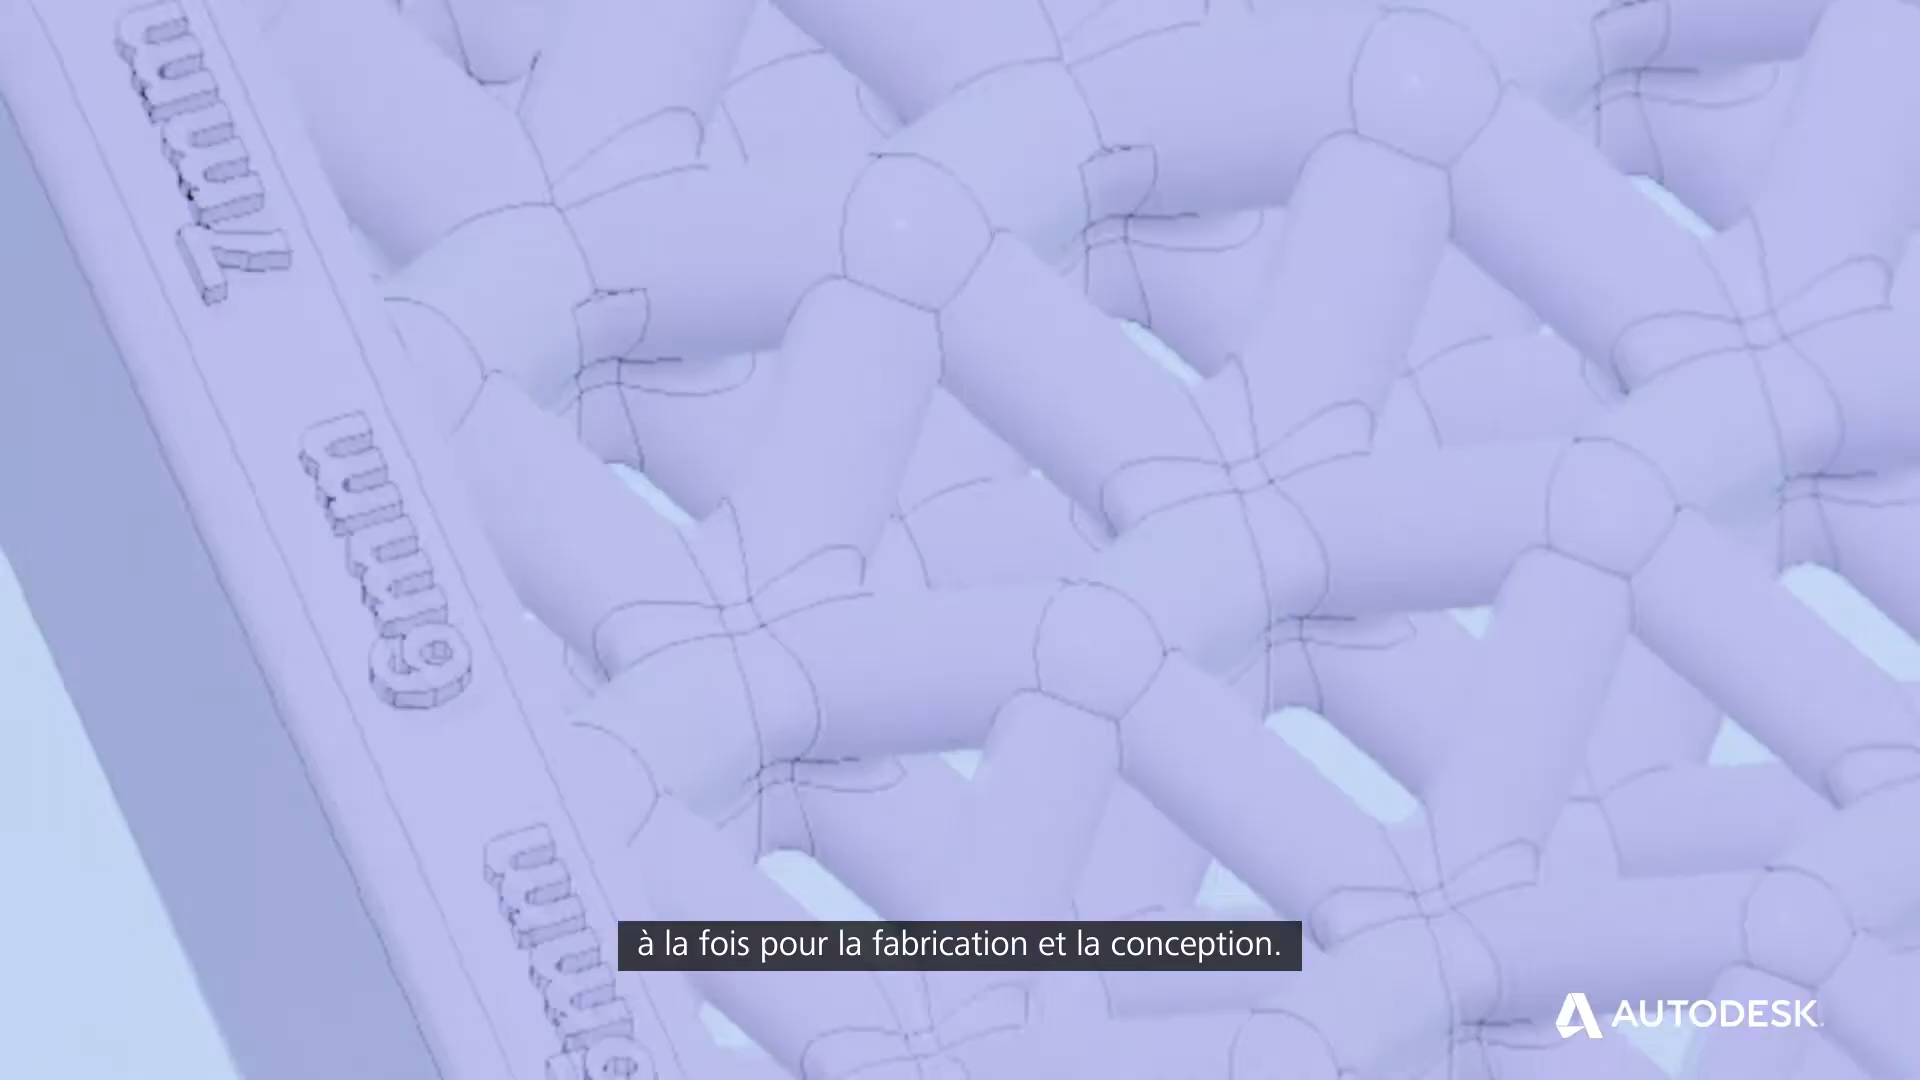 7mm
6mm
à la fois pour la fabrication et la conception.
AUTODESK